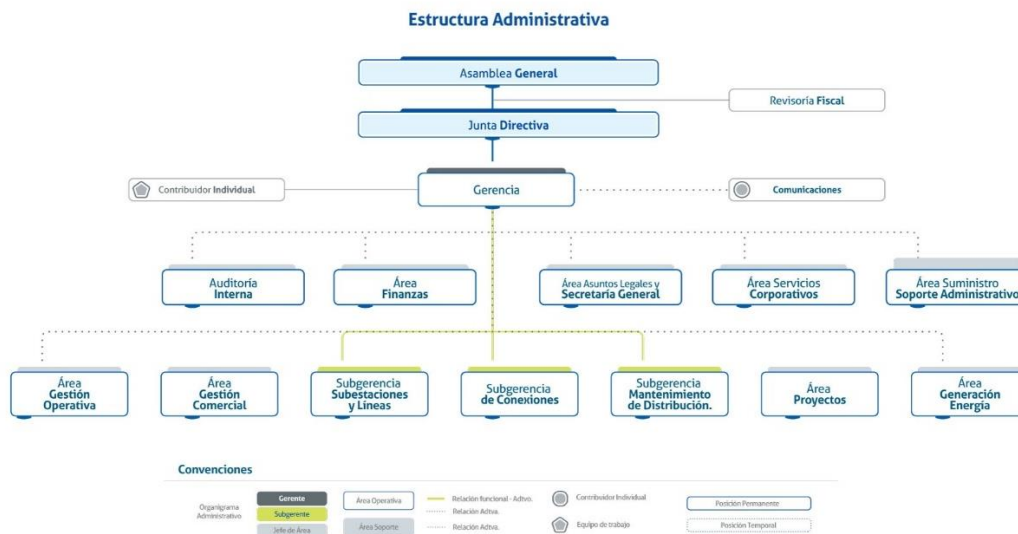 Estructura Administrativa
Asamblea General
Revisoría Fiscal
Junta Directiva
Contribuidor Individual
Gerencia
Comunicaciones
Auditoría
Interna
Área
Finanzas
Área Asuntos Legales y
Secretaría General
Área Servicios
Corporativos
Área Suministro
Soporte Administrativo
Área
Gestión
Operativa
Área
Gestión
Comercial
Subgerencia
Subestaciones
y Líneas
Subgerencia
de Conexiones
Subgerencia
Mantenimiento
de Distribución.
Área
Proyectos
Área
Generación
Energía
Convenciones
Organigrama
Administrativo
Gerente
Subgerente
Jefe de Área
Área Operativa
Área Soporte
Relación funcional - Adtvo.
Relación Adtva.
Relación Adtva.
Contribuidor Individual
Equipo de trabajo
Posición Permanente
Posición Temporal